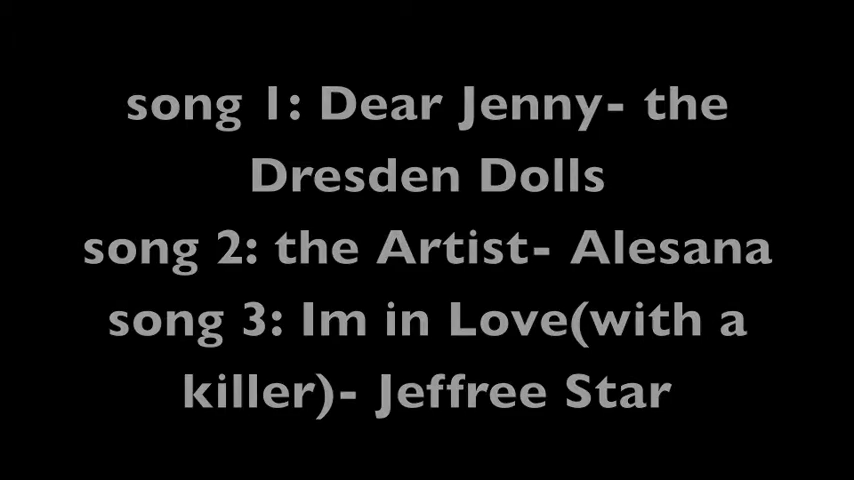 song 1: Dear Jenny- the
Dresden Dolls
song 2: the Artist- Alesana
song 3: Im in Love(with a
killer)- Jeffree Star